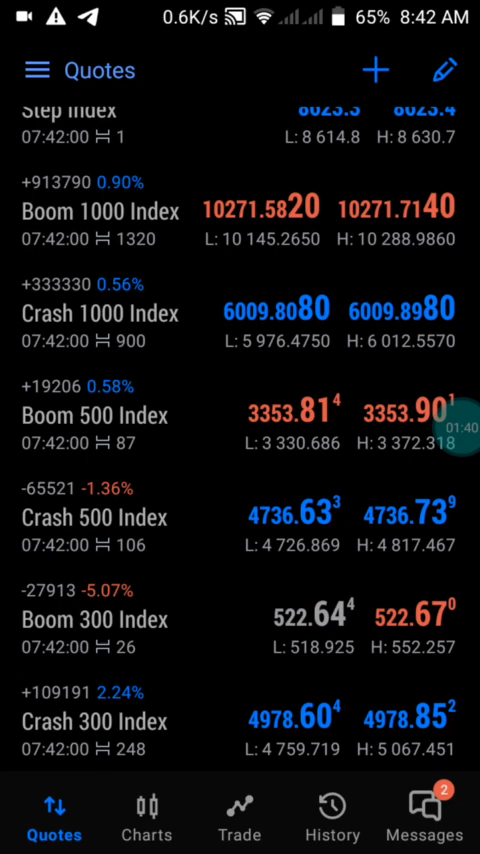 0.6K/s 65% 8:42 AM
Quotes
Step Index 8623.3 8623.4
07:42:00 1 L: 8 614.8 H: 8 630.7
+913790 0.90%
Boom 1000 Index 10271.5820 10271.7140
07:42:00 1320 L: 10 145.2650 H: 10 288.9860
+333330 0.56%
Crash 1000 Index 6009.8080 6009.8980
07:42:00 900 L: 5 976.4750 H: 6 012.5570
+19206 0.58%
Boom 500 Index 3353.814 3353.901
07:42:00 87 L: 3 330.686 H: 3 372.318
01:40
-65521 -1.36%
Crash 500 Index 4736.633 4736.739
07:42:00 106 L: 4 726.869 H: 4 817.467
-27913 -5.07%
Boom 300 Index 522.644 522.670
07:42:00 26 L: 518.925 H: 552.257
+109191 2.24%
Crash 300 Index 4978.604 4978.852
07:42:00 248 L: 4 759.719 H: 5 067.451
2
Quotes Charts Trade History Messages